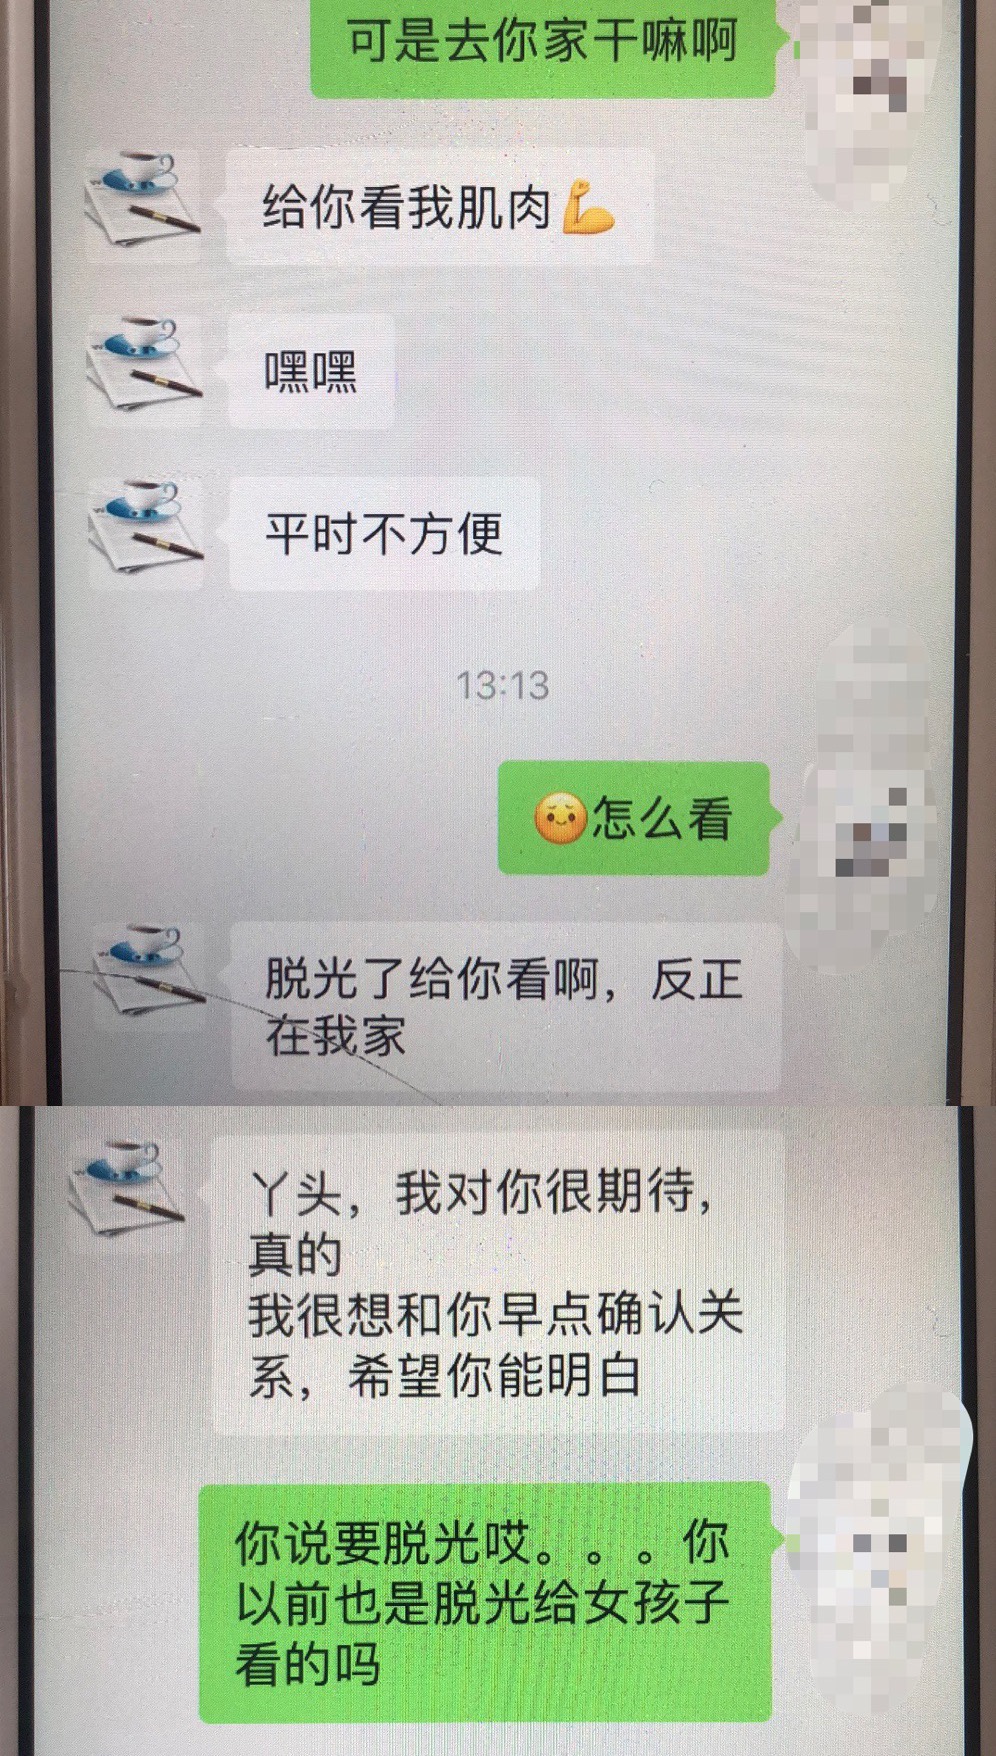 可是去你家干嘛啊
给你看我肌肉💪
嘿嘿
平时不方便
13:13
怎么看
脱光了给你看啊，反正
在我家
丫头，我对你很期待，
真的
我很想和你早点确认关
系，希望你能明白
你说要脱光哎。。。你
以前也是脱光给女孩子
看的吗